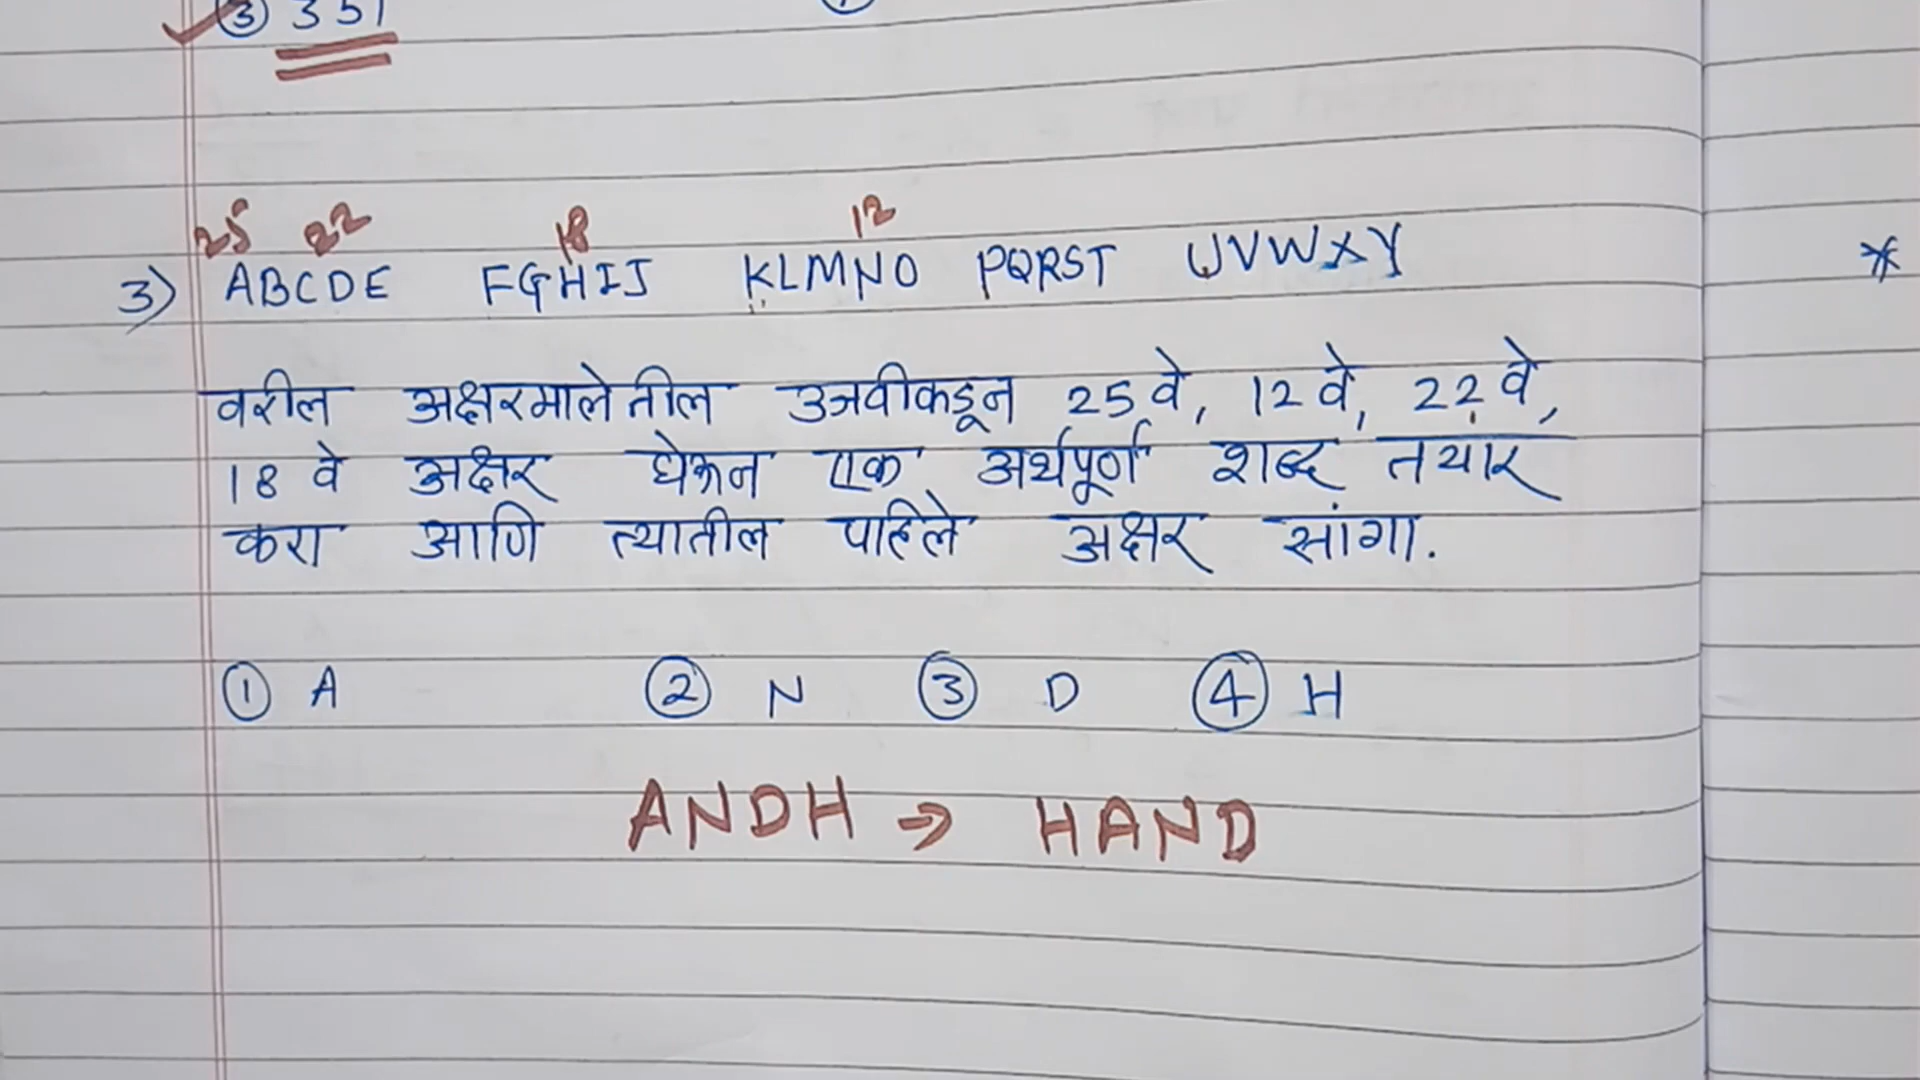 ③ 351
25 22 18 12
3) ABCDE FGHIJ KLMNO PQRST UVWXY *
वरील अक्षरमालेतील उजवीकडून 25 वे, 12 वे, 22 वे,
18 वे अक्षर घेऊन एक अर्थपूर्ण शब्द तयार
करा आणि त्यातील पहिले अक्षर सांगा.
① A ② N ③ D ④ H
ANDH → HAND